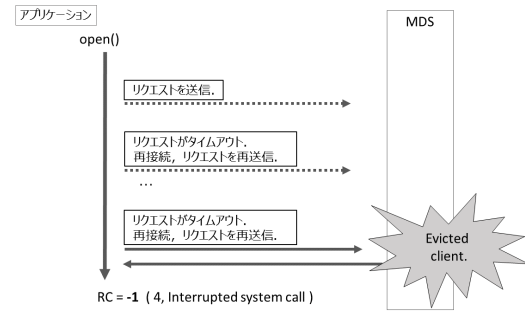 アプリケーション
MDS
open()
リクエストを送信.
リクエストがタイムアウト.
再接続, リクエストを再送信.
...
リクエストがタイムアウト.
再接続, リクエストを再送信.
Evicted
client.
RC = -1 ( 4, Interrupted system call )